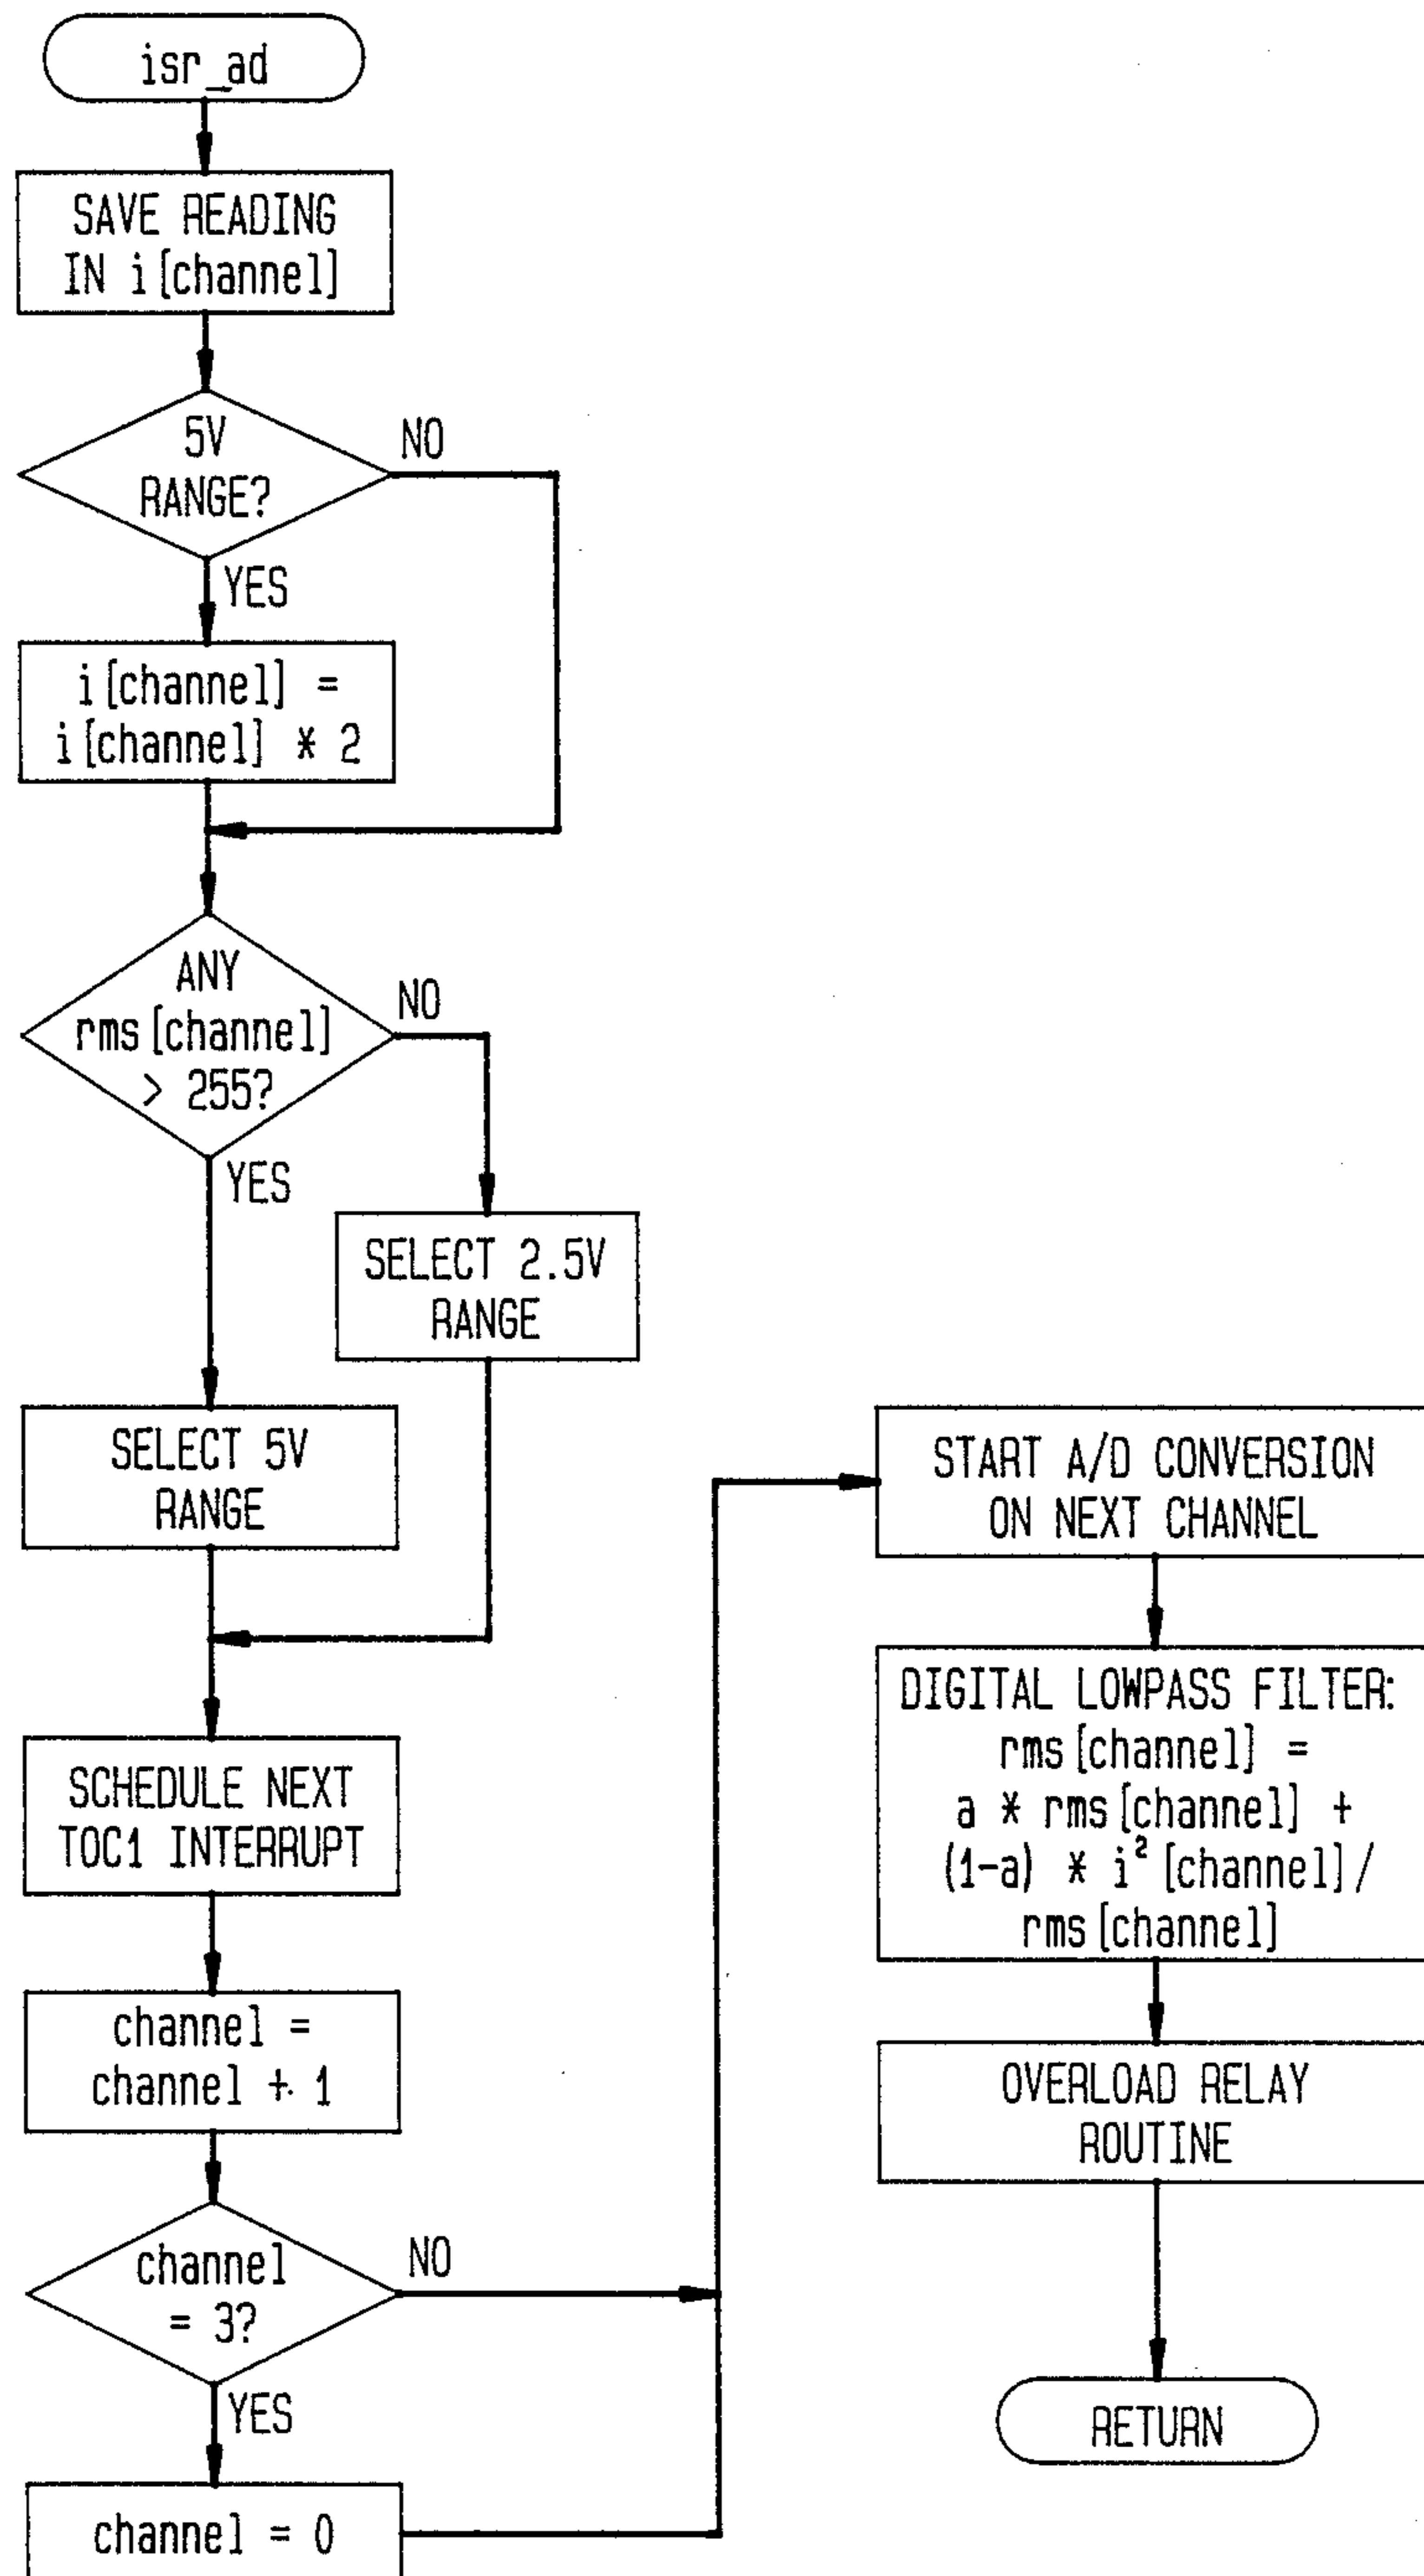 isr_ad
SAVE READING
IN i[channel]
5V
RANGE?
NO
YES
i[channel] =
i[channel] * 2
ANY
rms[channel]
> 255?
NO
YES
SELECT 2.5V
RANGE
SELECT 5V
RANGE
SCHEDULE NEXT
TOC1 INTERRUPT
channel =
channel + 1
channel
= 3?
NO
YES
channel = 0
START A/D CONVERSION
ON NEXT CHANNEL
DIGITAL LOWPASS FILTER:
rms[channel] =
a * rms[channel] +
(1-a) * i²[channel]/
rms[channel]
OVERLOAD RELAY
ROUTINE
RETURN